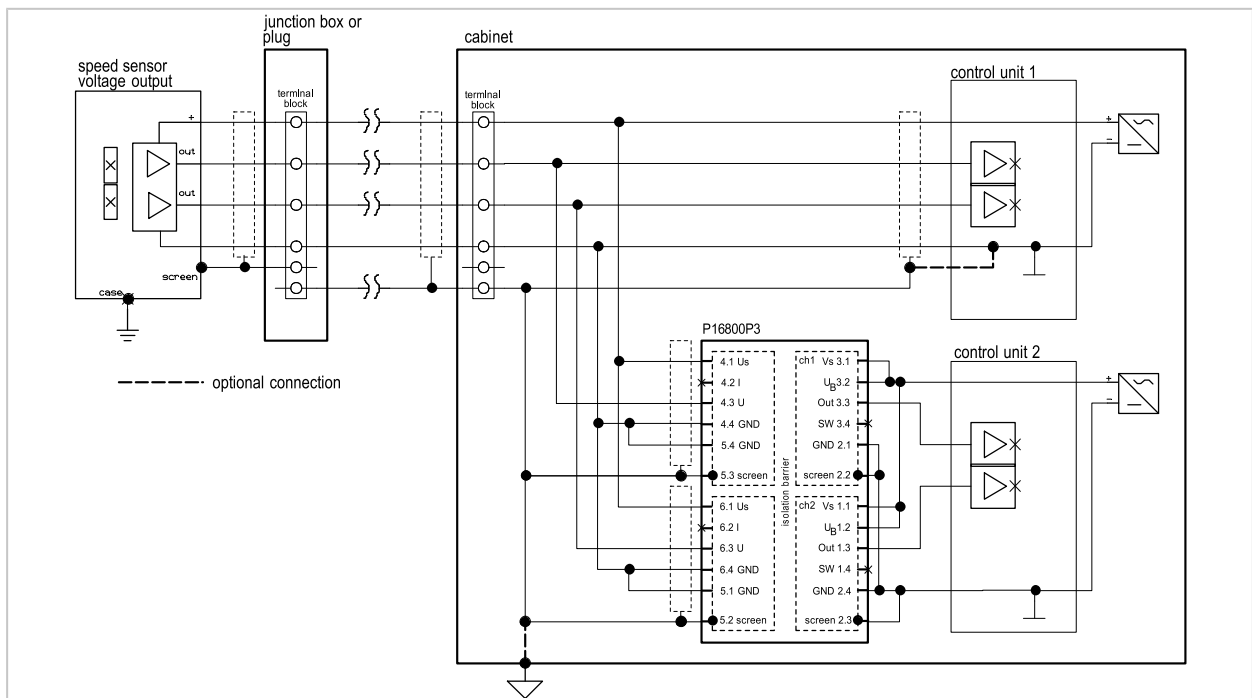 junction box or
plug
cabinet
speed sensor
voltage output
control unit 1
terminal
block
terminal
block
+
out
out
screen
case
+
-
P16800P3
control unit 2
optional connection
4.1 Us
4.2 I
4.3 U
4.4 GND
5.4 GND
5.3 screen
6.1 Us
6.2 I
6.3 U
6.4 GND
5.1 GND
5.2 screen
isolation barrier
ch1 Vs 3.1
UB3.2
Out 3.3
SW 3.4
GND 2.1
screen 2.2
ch2 Vs 1.1
UB1.2
Out 1.3
SW 1.4
GND 2.4
screen 2.3
+
-